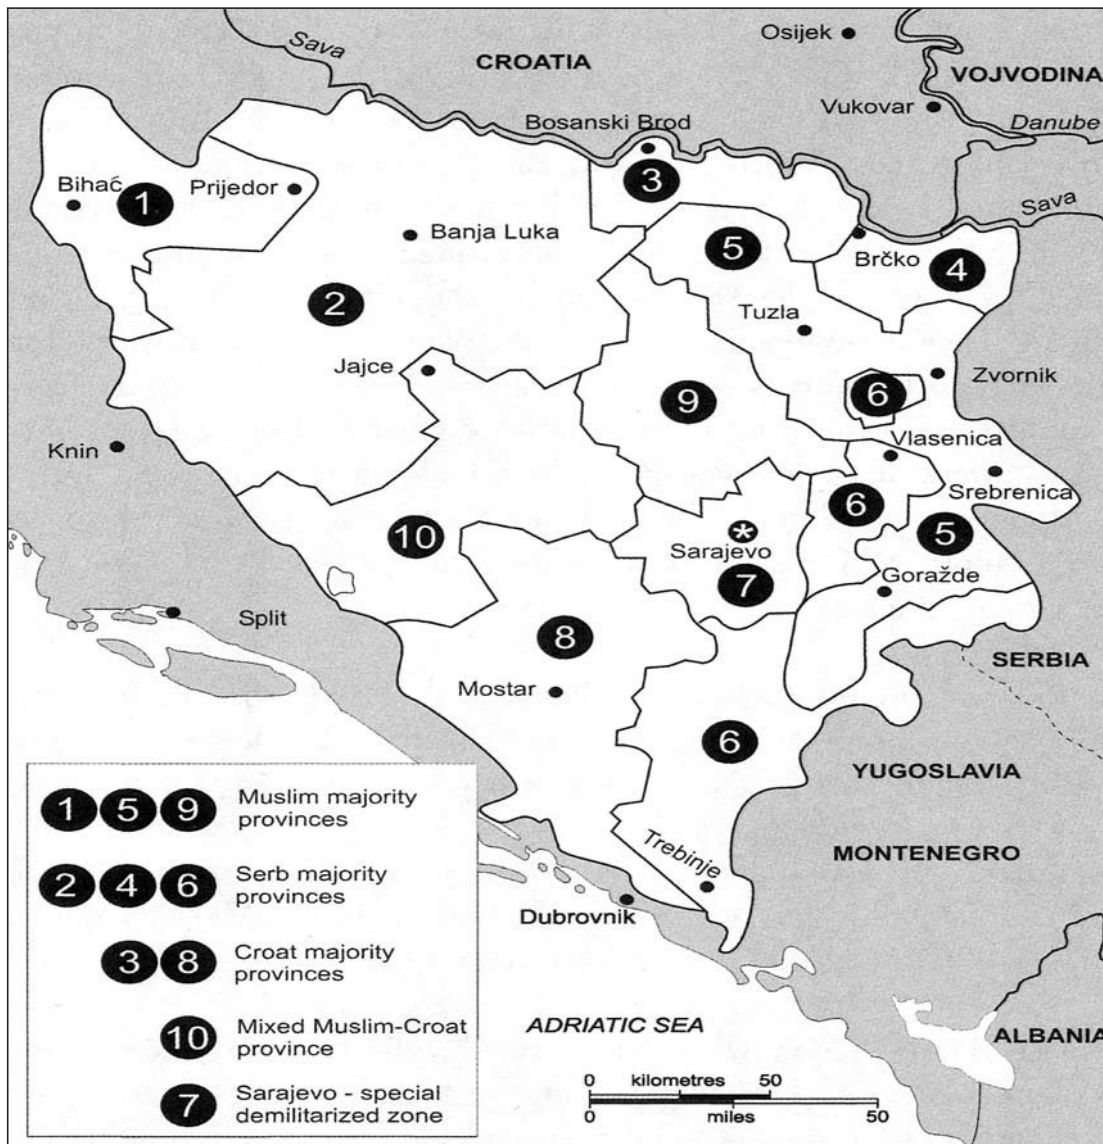 Osijek
Sava
CROATIA
VOJVODINA
Vukovar
Danube
Bosanski Brod
3
Bihać
1
Prijedor
Sava
Banja Luka
5
Brčko
4
2
Tuzla
Jajce
Zvornik
6
9
Vlasenica
Knin
Srebrenica
6
*
10
Sarajevo
5
Goražde
7
Split
8
SERBIA
Mostar
6
YUGOSLAVIA
MONTENEGRO
Trebinje
Dubrovnik
1 5 9 Muslim majority
provinces
2 4 6 Serb majority
provinces
3 8 Croat majority
provinces
10 Mixed Muslim-Croat
province
7 Sarajevo - special
demilitarized zone
ADRIATIC SEA
ALBANIA
0 kilometres 50
0 miles 50